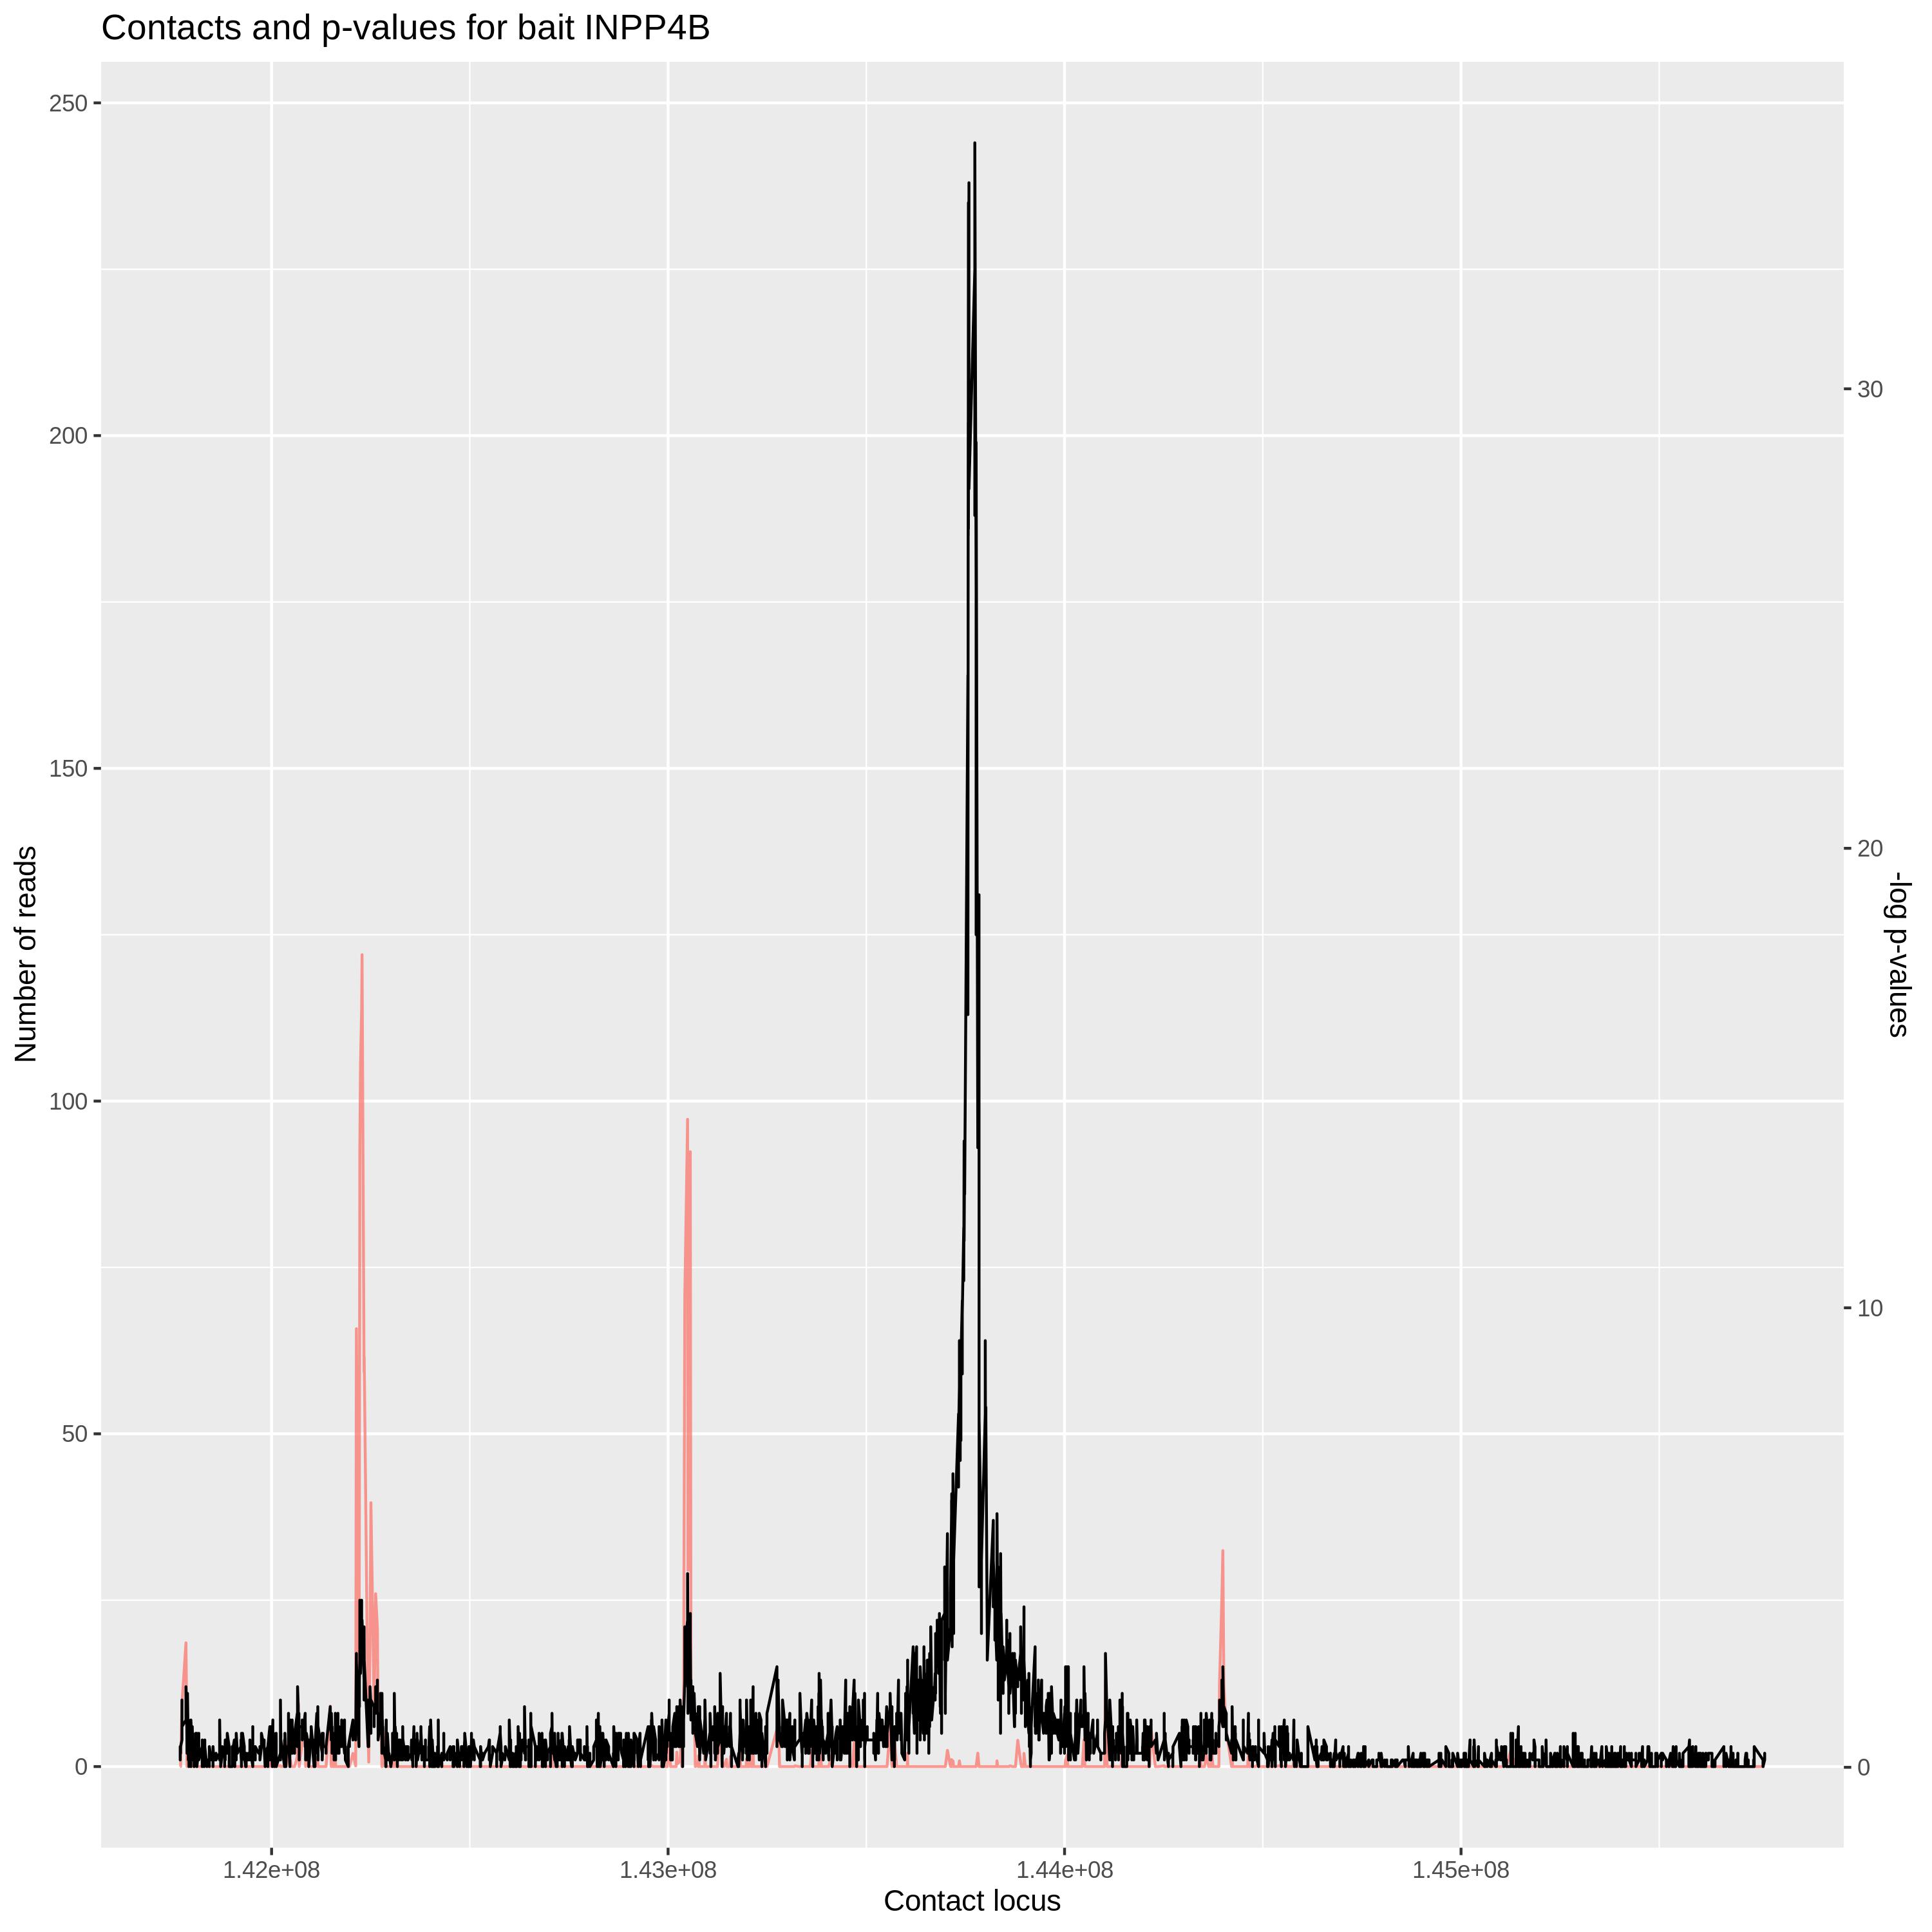 Contacts and p-values for bait INPP4B
250
200
150
100
50
0
Number of reads
30
20
10
0
-log p-values
1.42e+08
1.43e+08
1.44e+08
1.45e+08
Contact locus